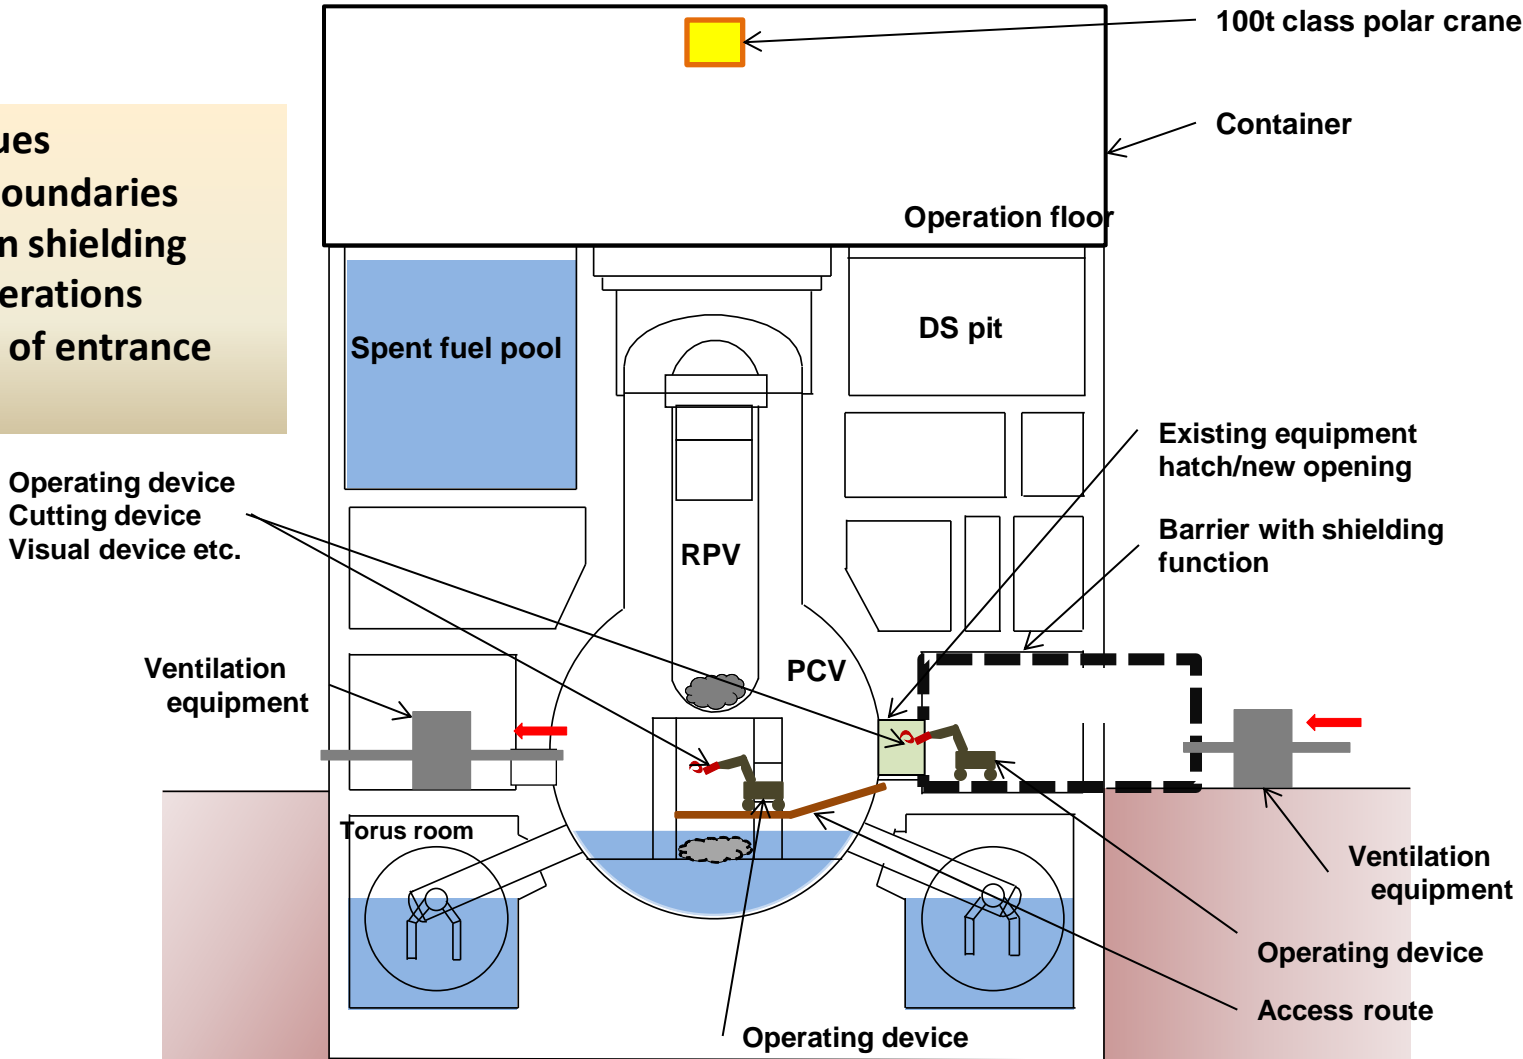 100t class polar crane
Container
ues
oundaries
n shielding
erations
of entrance
Operation floor
Spent fuel pool
DS pit
Existing equipment
hatch/new opening
Operating device
Cutting device
Visual device etc.
Barrier with shielding
function
RPV
PCV
Ventilation
equipment
Torus room
Ventilation
equipment
Operating device
Access route
Operating device